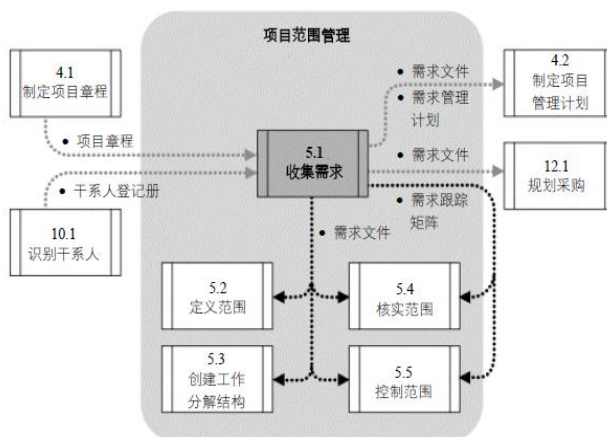 项目范围管理
4.1
制定项目章程
• 需求文件
• 需求管理
计划
4.2
制定项目
管理计划
• 项目章程
5.1
收集需求
• 需求文件
12.1
规划采购
• 干系人登记册
• 需求跟踪
矩阵
10.1
识别干系人
• 需求文件
5.2
定义范围
5.4
核实范围
5.3
创建工作
分解结构
5.5
控制范围